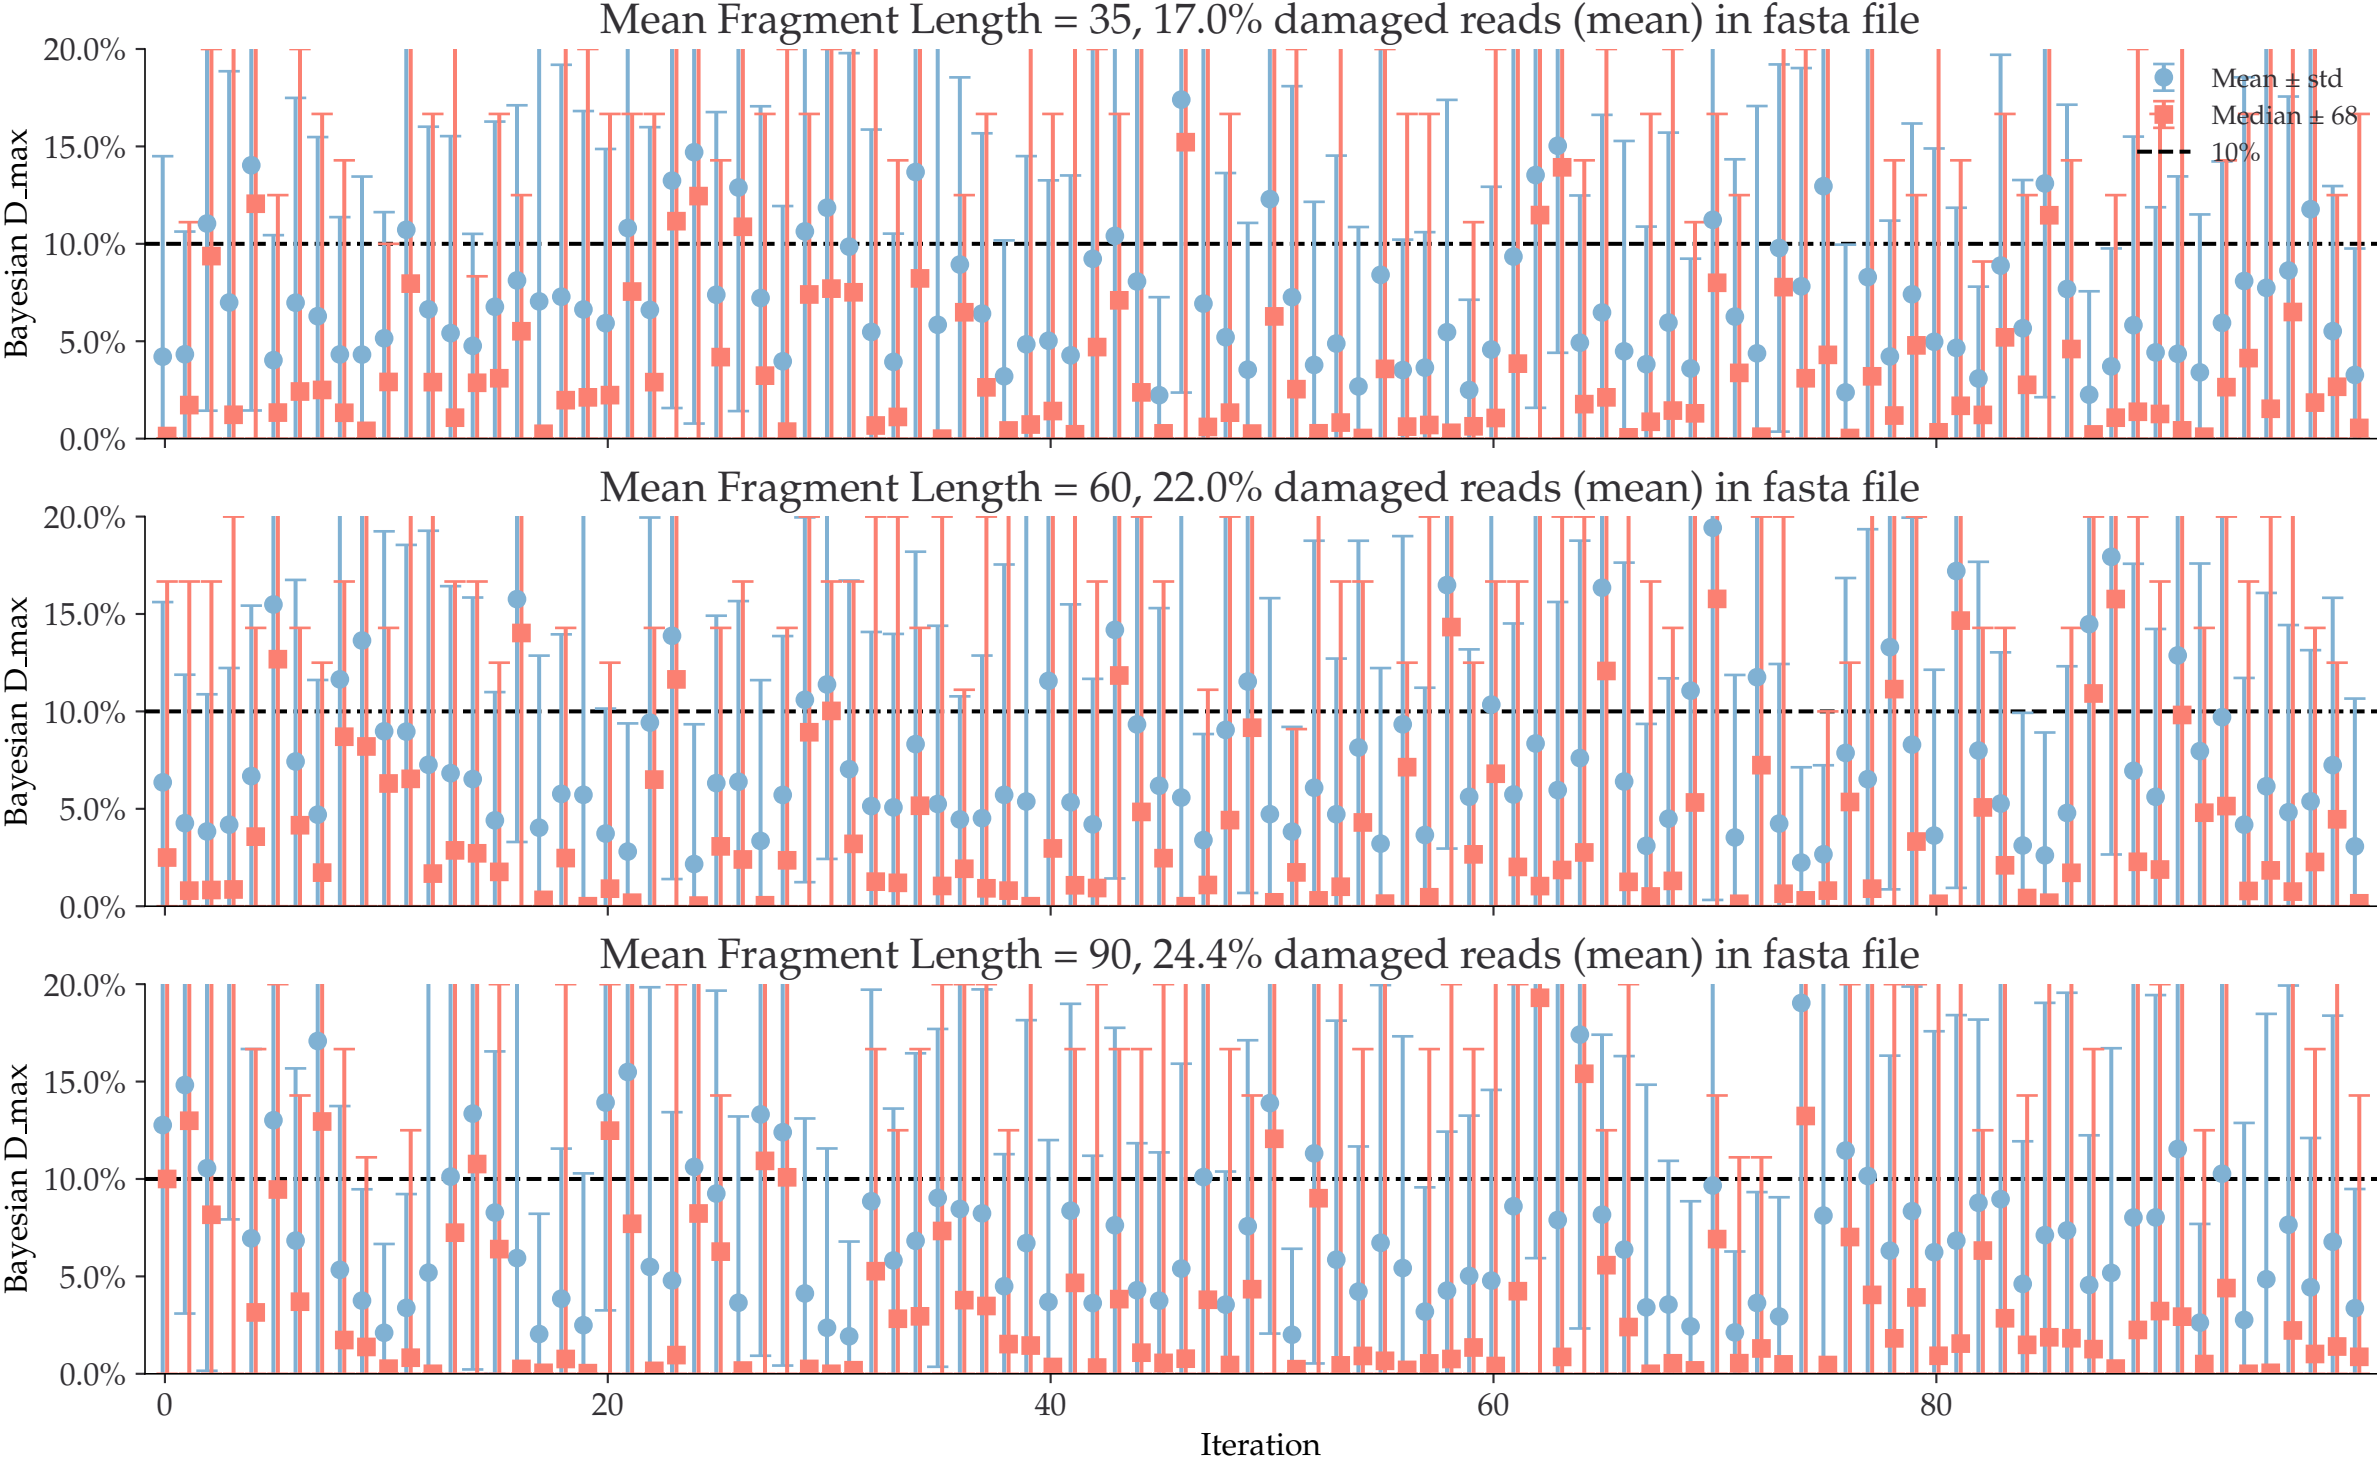 Mean Fragment Length = 35, 17.0% damaged reads (mean) in fasta file
20.0%
15.0%
10.0%
5.0%
0.0%
Bayesian D_max
Mean ± std
Median ± 68
10%
Mean Fragment Length = 60, 22.0% damaged reads (mean) in fasta file
20.0%
15.0%
10.0%
5.0%
0.0%
Bayesian D_max
Mean Fragment Length = 90, 24.4% damaged reads (mean) in fasta file
20.0%
15.0%
10.0%
5.0%
0.0%
Bayesian D_max
0 20 40 60 80
Iteration